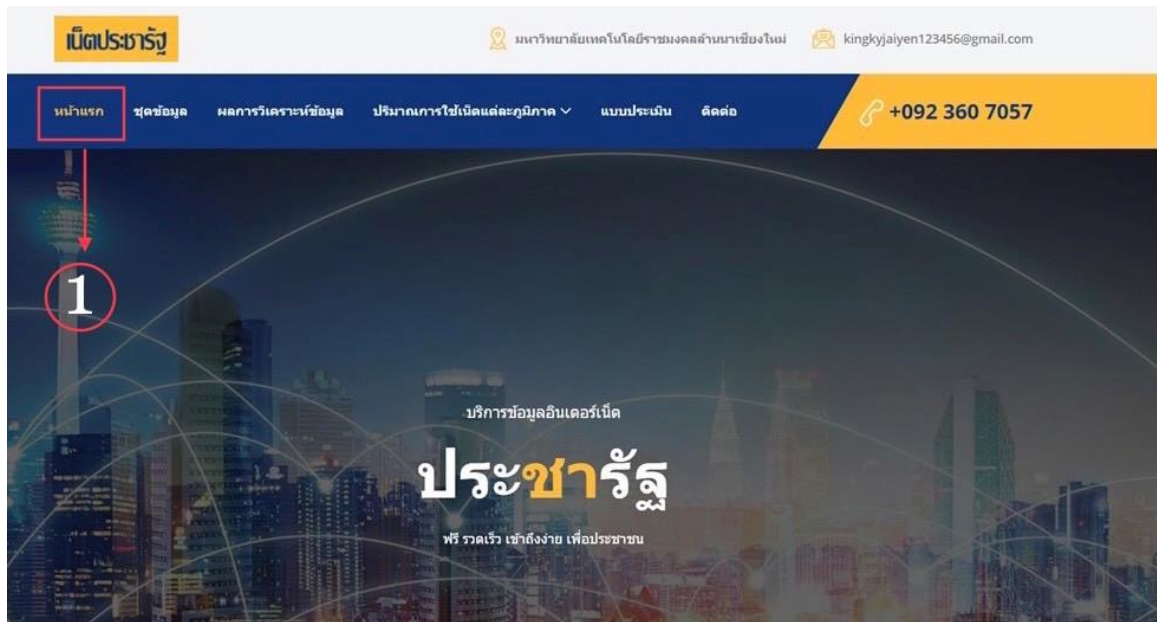 เน็ตประชารัฐ
มหาวิทยาลัยเทคโนโลยีราชมงคลล้านนาเชียงใหม่ kingkyjaiyen123456@gmail.com
หน้าแรก ชุดข้อมูล ผลการวิเคราะห์ข้อมูล ปริมาณการใช้เน็ตแต่ละภูมิภาค แบบประเมิน ติดต่อ +092 360 7057
1
บริการข้อมูลอินเตอร์เน็ต
ประชารัฐ
ฟรี รวดเร็ว เข้าถึงง่าย เพื่อประชาชน